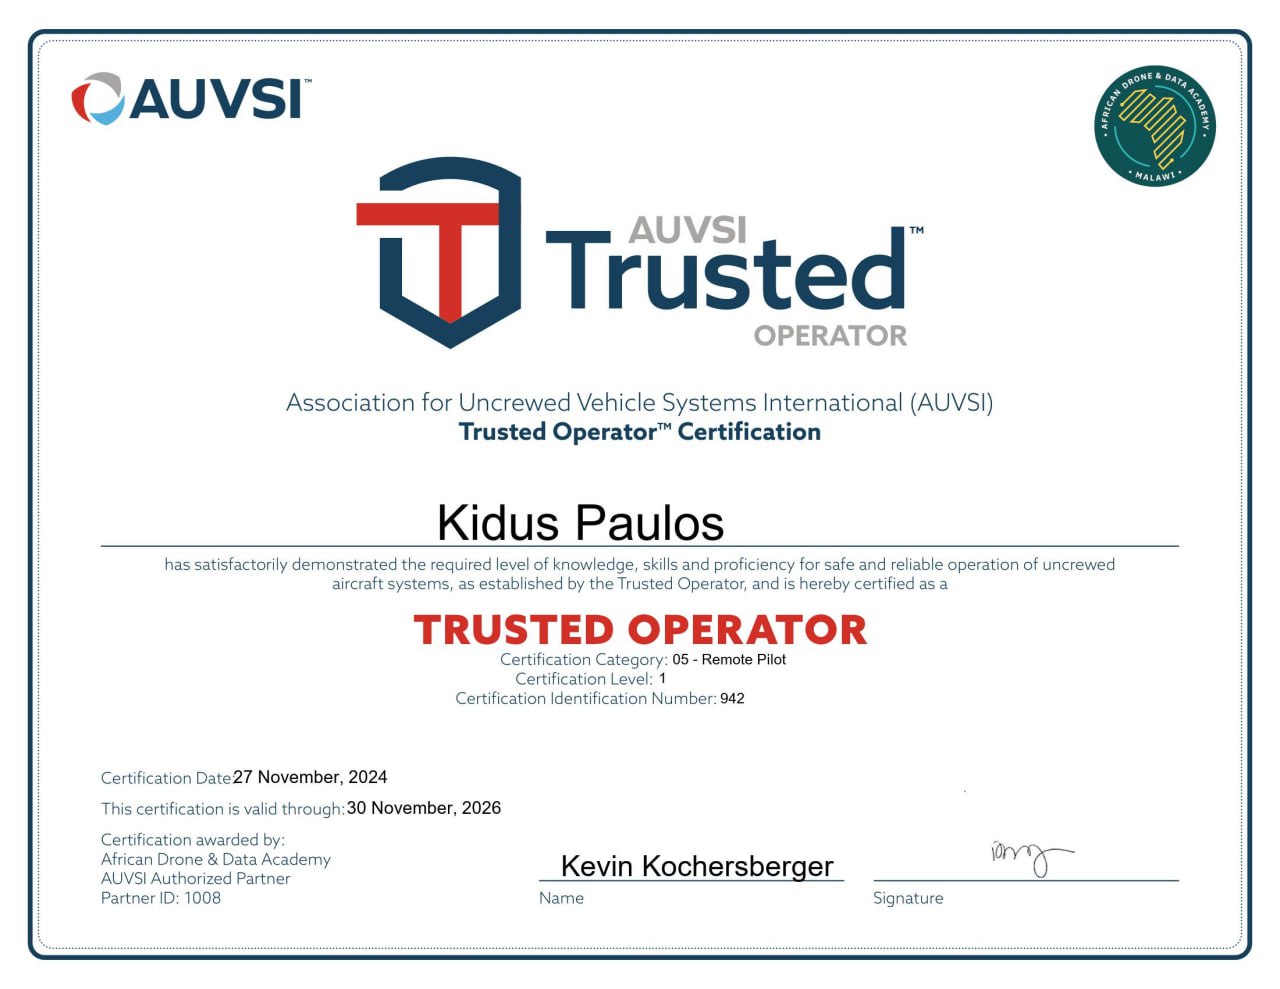 AUVSI™
AFRICAN DRONE & DATA ACADEMY
• MALAWI •
AUVSI
Trusted™
OPERATOR
Association for Uncrewed Vehicle Systems International (AUVSI)
Trusted Operator™ Certification
Kidus Paulos
has satisfactorily demonstrated the required level of knowledge, skills and proficiency for safe and reliable operation of uncrewed
aircraft systems, as established by the Trusted Operator, and is hereby certified as a
TRUSTED OPERATOR
Certification Category: 05 - Remote Pilot
Certification Level: 1
Certification Identification Number: 942
Certification Date: 27 November, 2024
This certification is valid through: 30 November, 2026
Certification awarded by:
African Drone & Data Academy
AUVSI Authorized Partner
Partner ID: 1008
Kevin Kochersberger
Name
Signature